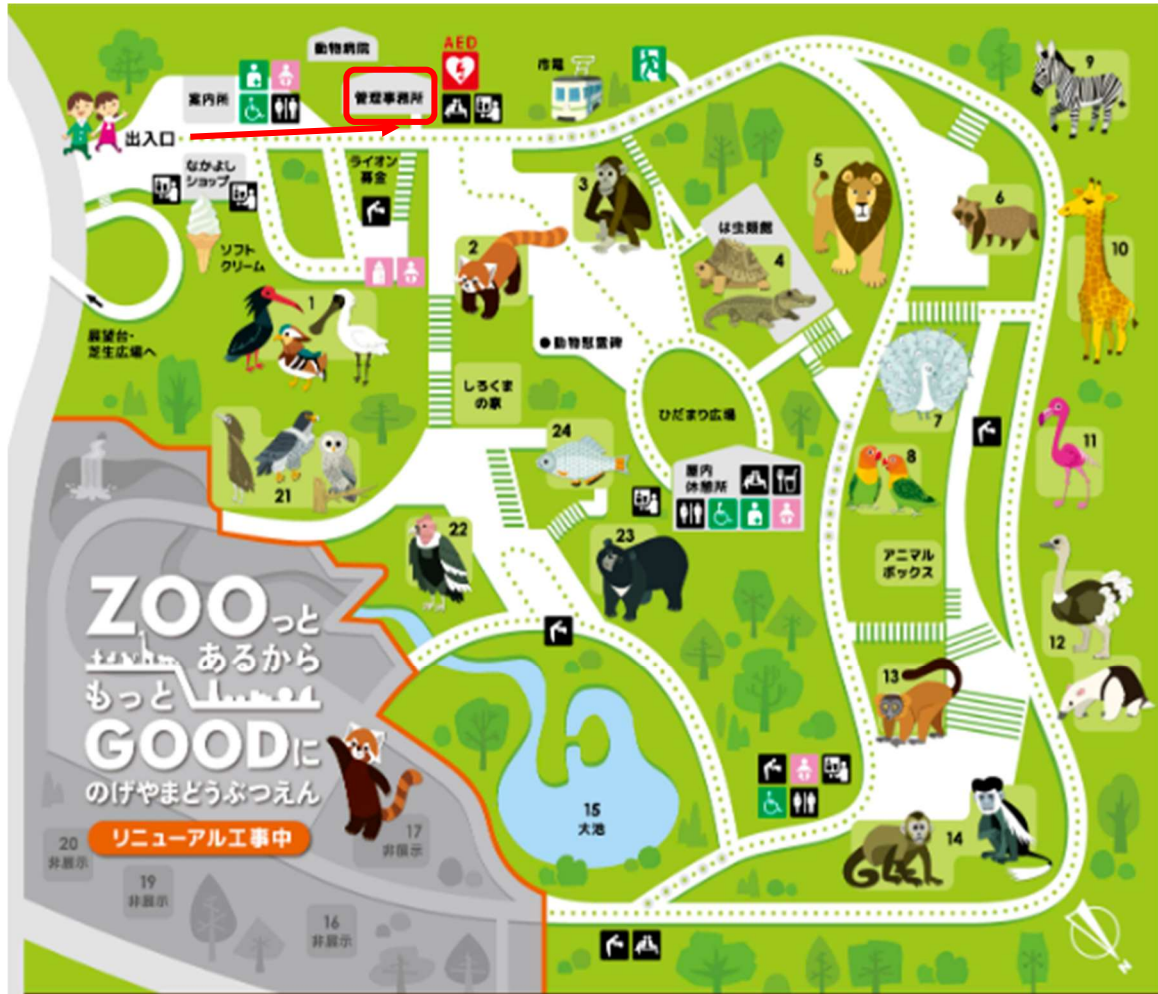 動物病院
AED
市電
案内所
管理事務所
出入口
なかよし
ショップ
ライオン
募金
ソフト
クリーム
展望台・
芝生広場へ
1
2
3
は虫類館
4
5
6
7
8
9
10
11
12
13
14
15
大池
●動物慰霊碑
しろくま
の家
ひだまり広場
24
屋内
休憩所
21
22
23
アニマル
ボックス
ZOOっと
あるから
もっと
GOODに
のげやまどうぶつえん
リニューアル工事中
17
非展示
20
非展示
19
非展示
16
非展示
N